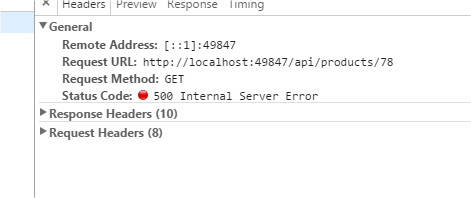 × Headers Preview Response Timing
▼General
Remote Address: [::1]:49847
Request URL: http://localhost:49847/api/products/78
Request Method: GET
Status Code: 500 Internal Server Error
▶Response Headers (10)
▶Request Headers (8)